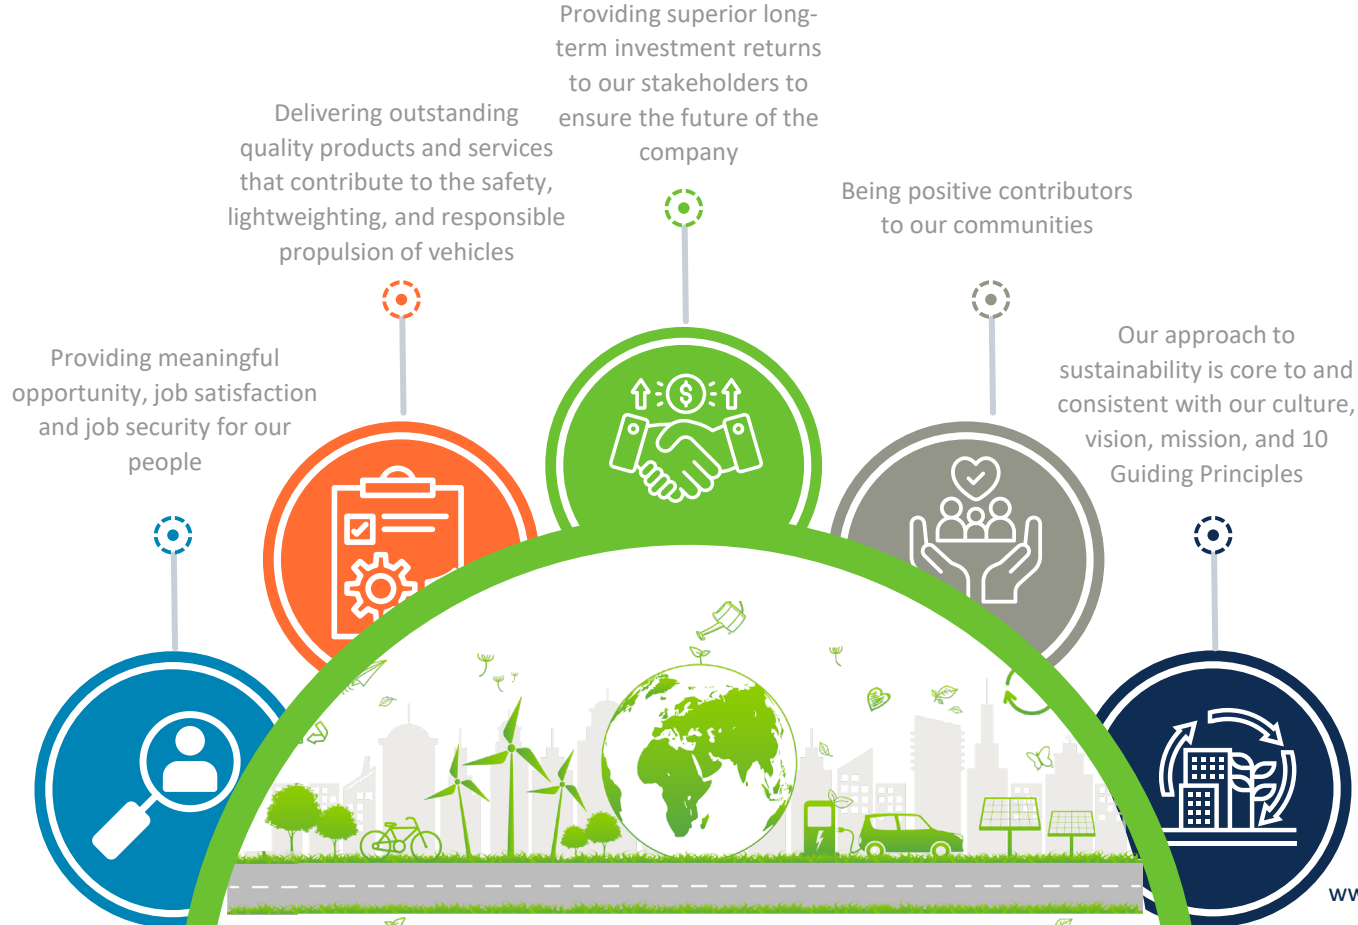 Providing superior long-
term investment returns
to our stakeholders to
ensure the future of the
company
Delivering outstanding
quality products and services
that contribute to the safety,
lightweighting, and responsible
propulsion of vehicles
Being positive contributors
to our communities
Providing meaningful
opportunity, job satisfaction
and job security for our
people
Our approach to
sustainability is core to and
consistent with our culture,
vision, mission, and 10
Guiding Principles